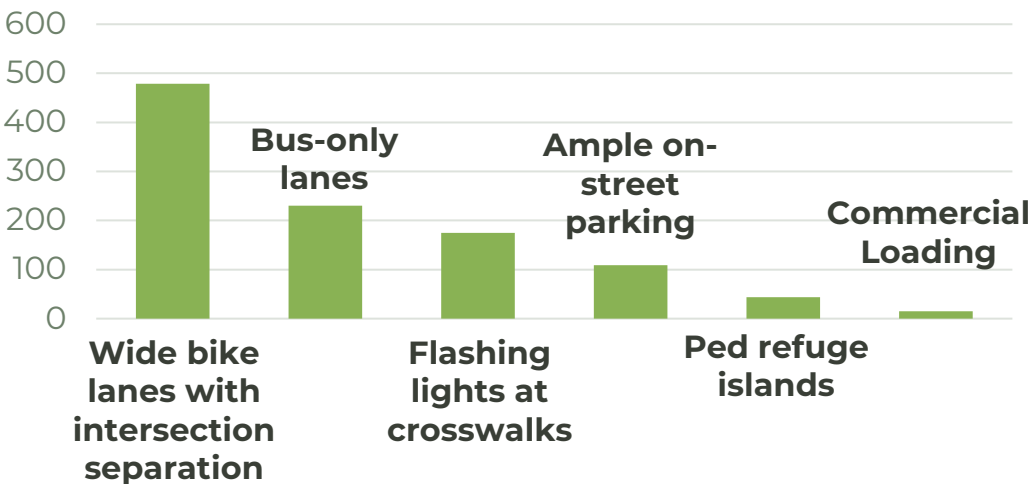 600
500
400
300
200
100
0
Bus-only
lanes
Ample on-
street
parking
Commercial
Loading
Wide bike
lanes with
intersection
separation
Flashing
lights at
crosswalks
Ped refuge
islands